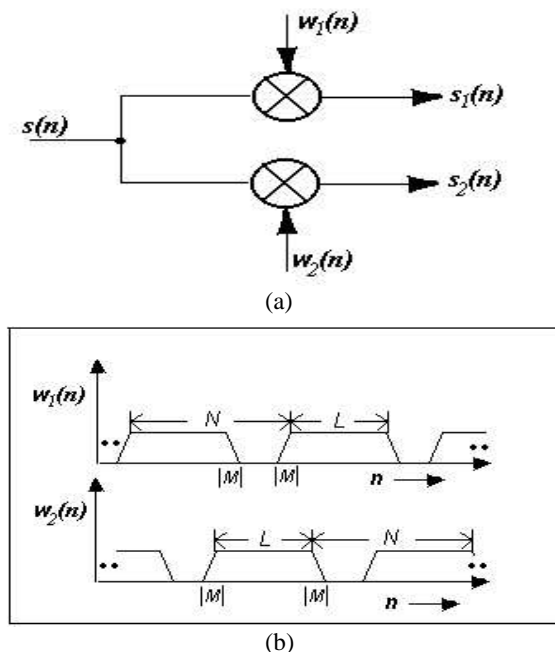 w1(n)
s(n)
s1(n)
s2(n)
w2(n)
(a)
w1(n)
N
L
|M|
|M|
n
w2(n)
L
N
|M|
|M|
n
(b)